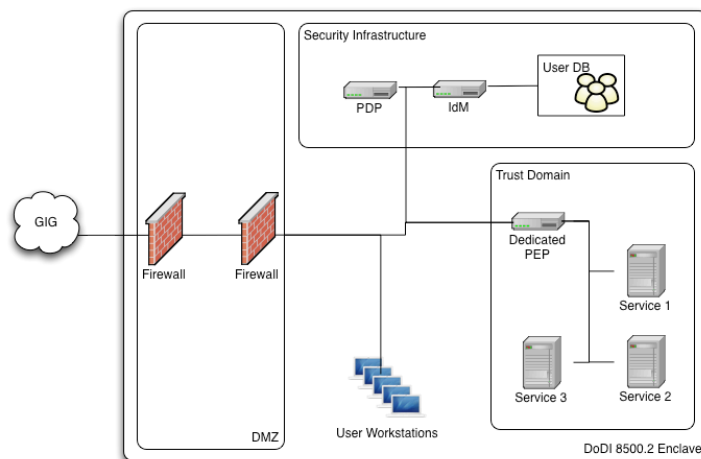 Security Infrastructure
User DB
PDP
IdM
Trust Domain
GIG
Dedicated
PEP
Firewall
Firewall
Service 1
Service 3
Service 2
User Workstations
DMZ
DoDI 8500.2 Enclave